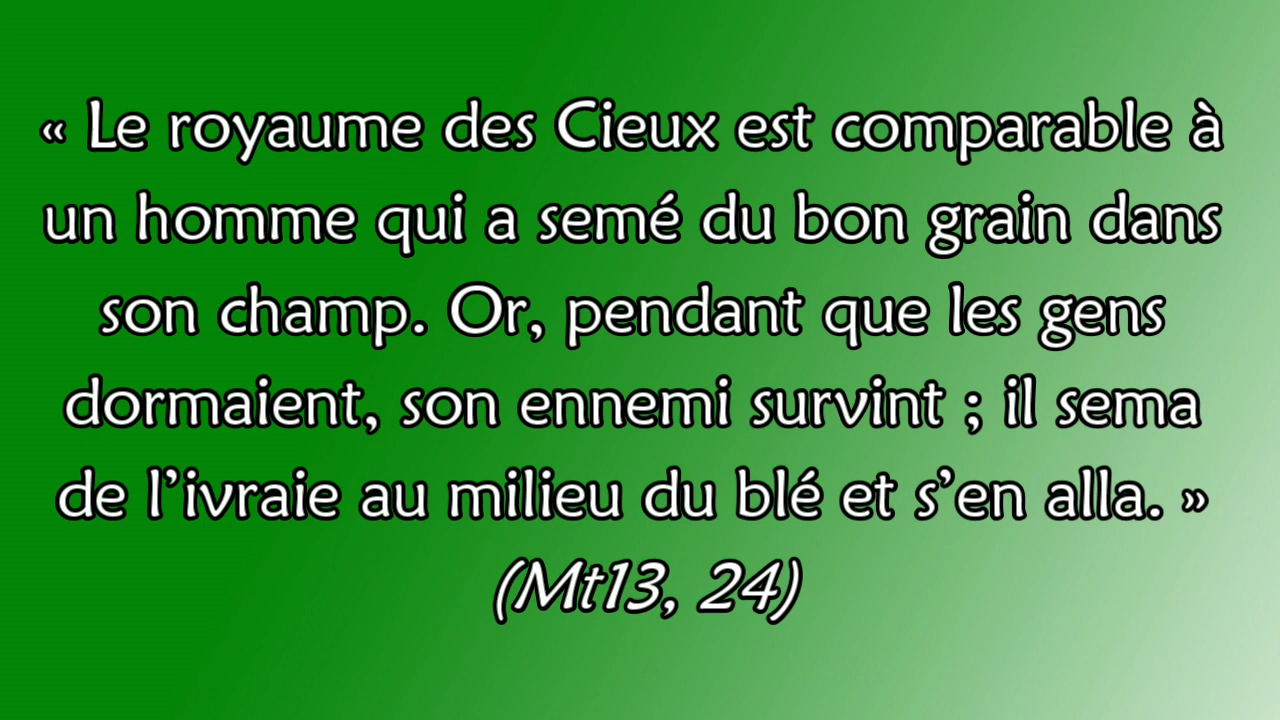 « Le royaume des Cieux est comparable à
un homme qui a semé du bon grain dans
son champ. Or, pendant que les gens
dormaient, son ennemi survint ; il sema
de l’ivraie au milieu du blé et s’en alla. »
(Mt13, 24)